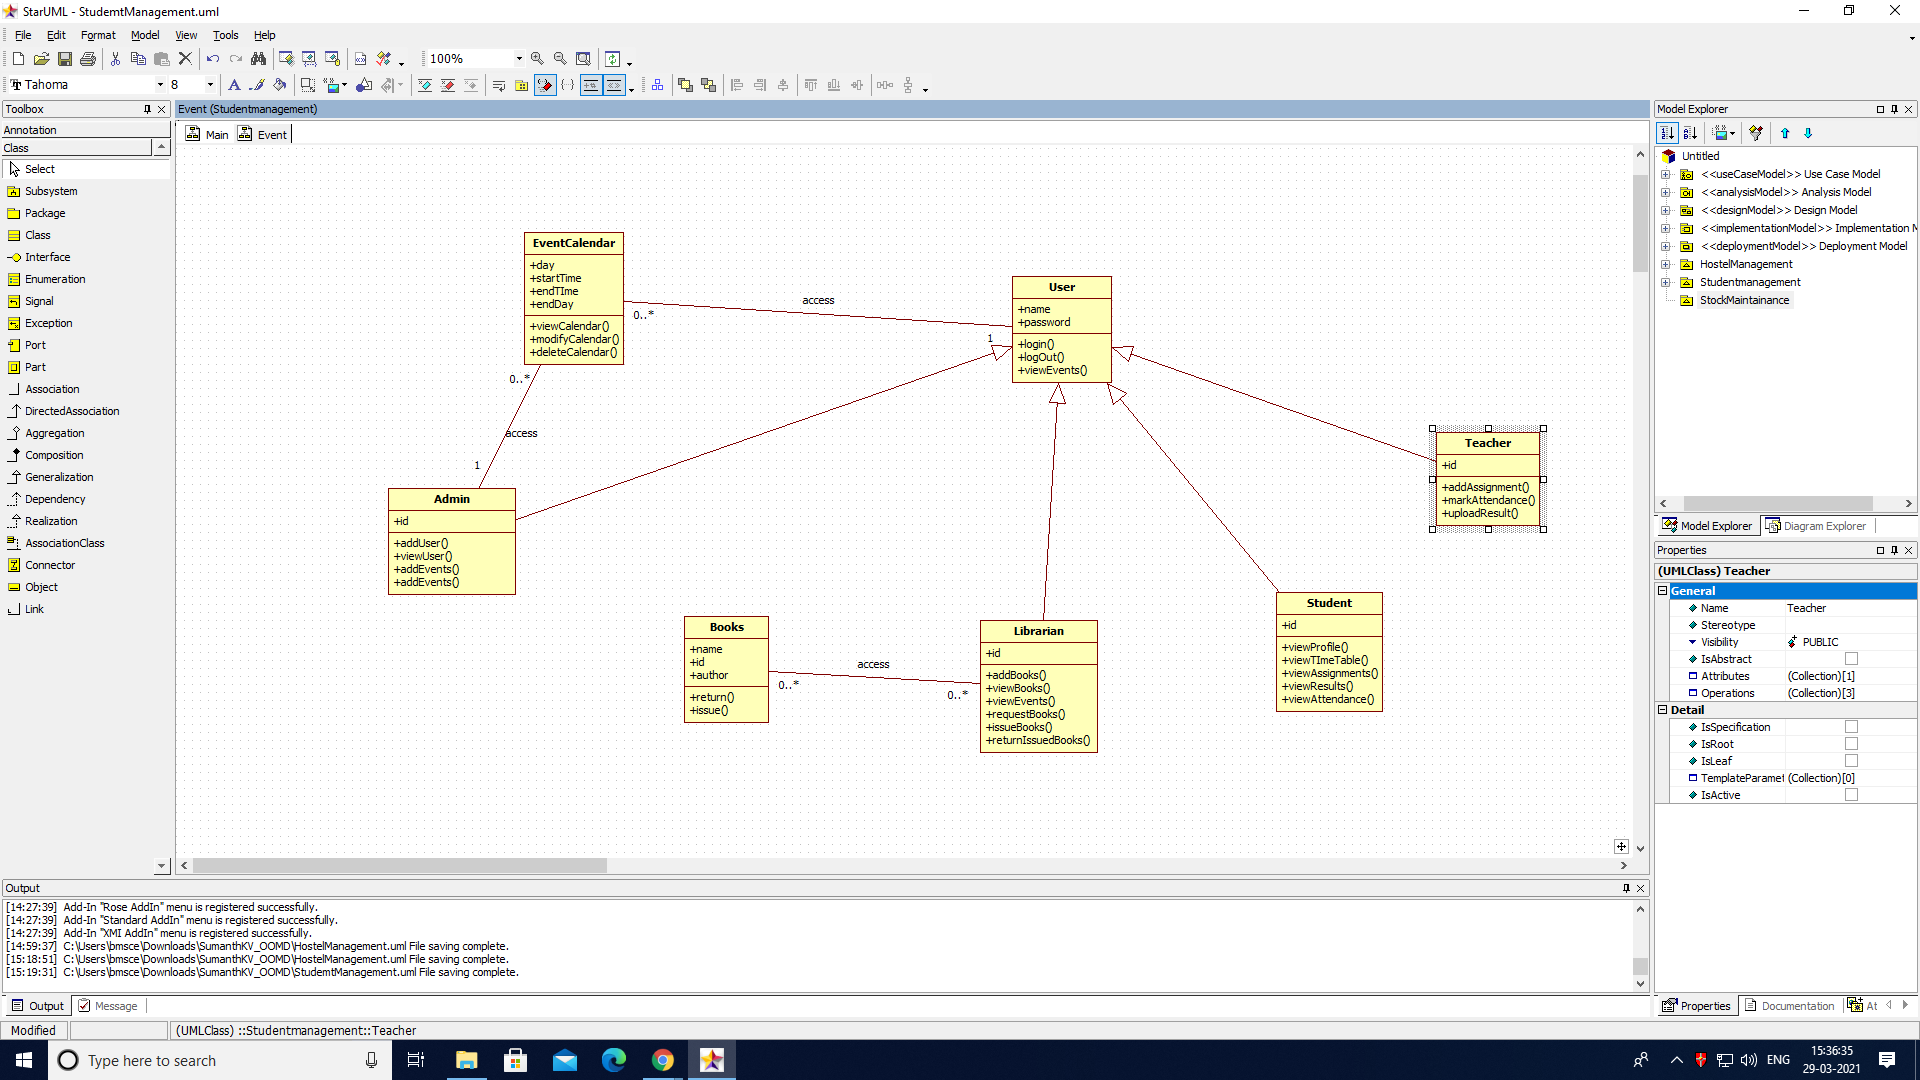 StarUML - StudemtManagement.uml
File Edit Format Model View Tools Help
100%
Tahoma 8
Toolbox
Annotation
Class
Select
Subsystem
Package
Class
Interface
Enumeration
Signal
Exception
Port
Part
Association
DirectedAssociation
Aggregation
Composition
Generalization
Dependency
Realization
AssociationClass
Connector
Object
Link
Event (Studentmanagement)
Main Event
EventCalendar
+day
+startTime
+endTIme
+endDay
+viewCalendar()
+modifyCalendar()
+deleteCalendar()
access
0..*
1
User
+name
+password
+login()
+logOut()
+viewEvents()
0..*
access
1
Admin
+id
+addUser()
+viewUser()
+addEvents()
+addEvents()
Teacher
+id
+addAssignment()
+markAttendance()
+uploadResult()
Books
+name
+id
+author
+return()
+issue()
access
0..*
0..*
Librarian
+id
+addBooks()
+viewBooks()
+viewEvents()
+requestBooks()
+issueBooks()
+returnIssuedBooks()
Student
+id
+viewProfile()
+viewTImeTable()
+viewAssignments()
+viewResults()
+viewAttendance()
Model Explorer
Untitled
<<useCaseModel>> Use Case Model
<<analysisModel>> Analysis Model
<<designModel>> Design Model
<<implementationModel>> Implementation M
<<deploymentModel>> Deployment Model
HostelManagement
Studentmanagement
StockMaintainance
Model Explorer Diagram Explorer
Properties
(UMLClass) Teacher
General
Name Teacher
Stereotype
Visibility PUBLIC
IsAbstract
Attributes (Collection)[1]
Operations (Collection)[3]
Detail
IsSpecification
IsRoot
IsLeaf
TemplateParamet (Collection)[0]
IsActive
Properties Documentation At
Output
[14:27:39] Add-In "Rose AddIn" menu is registered successfully.
[14:27:39] Add-In "Standard AddIn" menu is registered successfully.
[14:27:39] Add-In "XMI AddIn" menu is registered successfully.
[14:59:37] C:\Users\bmsce\Downloads\SumanthKV_OOMD\HostelManagement.uml File saving complete.
[15:18:51] C:\Users\bmsce\Downloads\SumanthKV_OOMD\HostelManagement.uml File saving complete.
[15:19:31] C:\Users\bmsce\Downloads\SumanthKV_OOMD\StudemtManagement.uml File saving complete.
Output Message
Modified (UMLClass) ::Studentmanagement::Teacher
Type here to search
ENG
15:36:35
29-03-2021